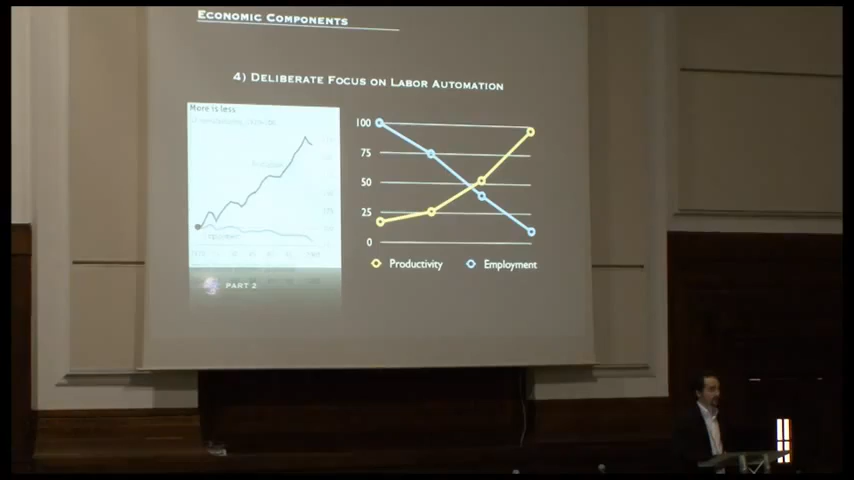 ECONOMIC COMPONENTS
4) DELIBERATE FOCUS ON LABOR AUTOMATION
More is less
100
75
50
25
0
Productivity
Employment
PART 2